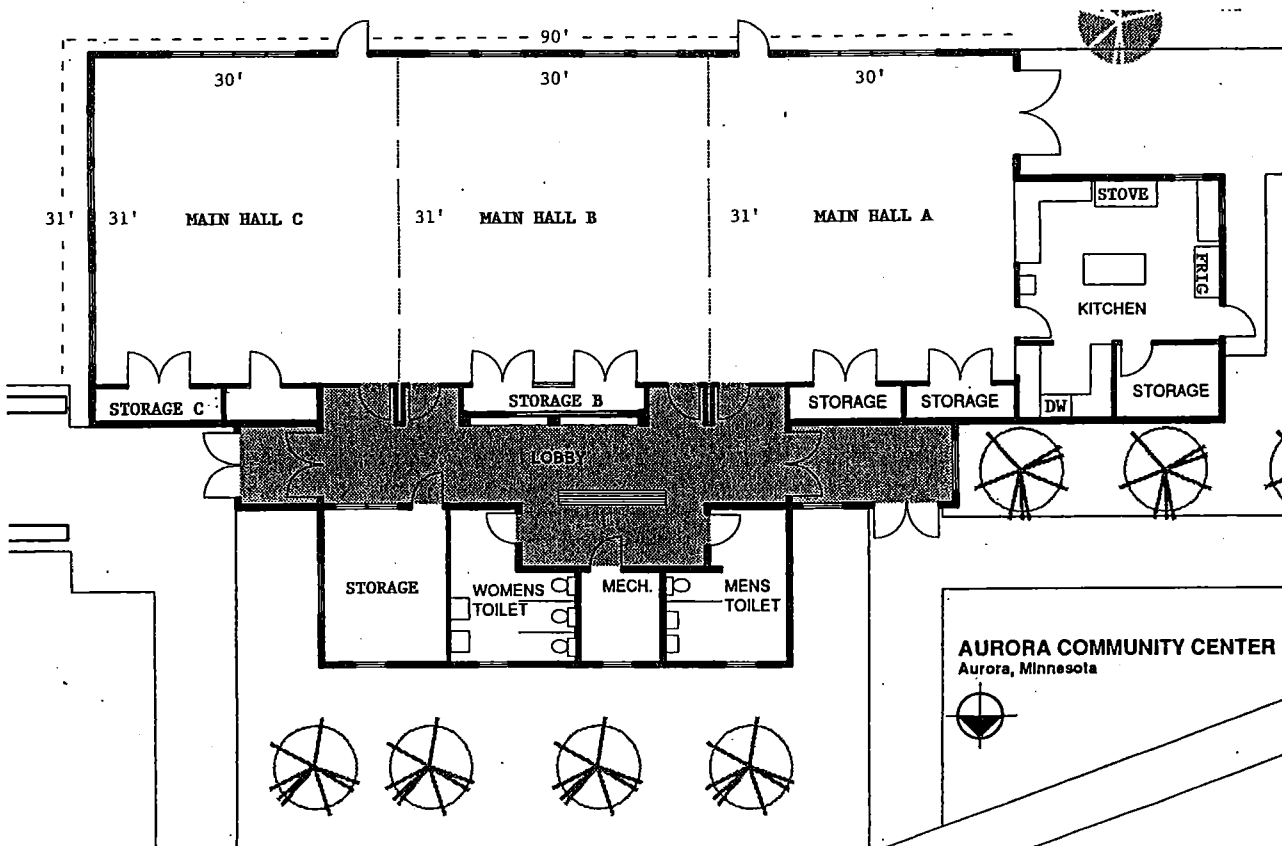 90'
30'
30'
30'
31'
31'
MAIN HALL C
31'
MAIN HALL B
31'
MAIN HALL A
STOVE
FRIG
KITCHEN
STORAGE C
STORAGE B
STORAGE
STORAGE
DW
STORAGE
LOBBY
STORAGE
WOMENS
TOILET
MECH.
MENS
TOILET
AURORA COMMUNITY CENTER
Aurora, Minnesota